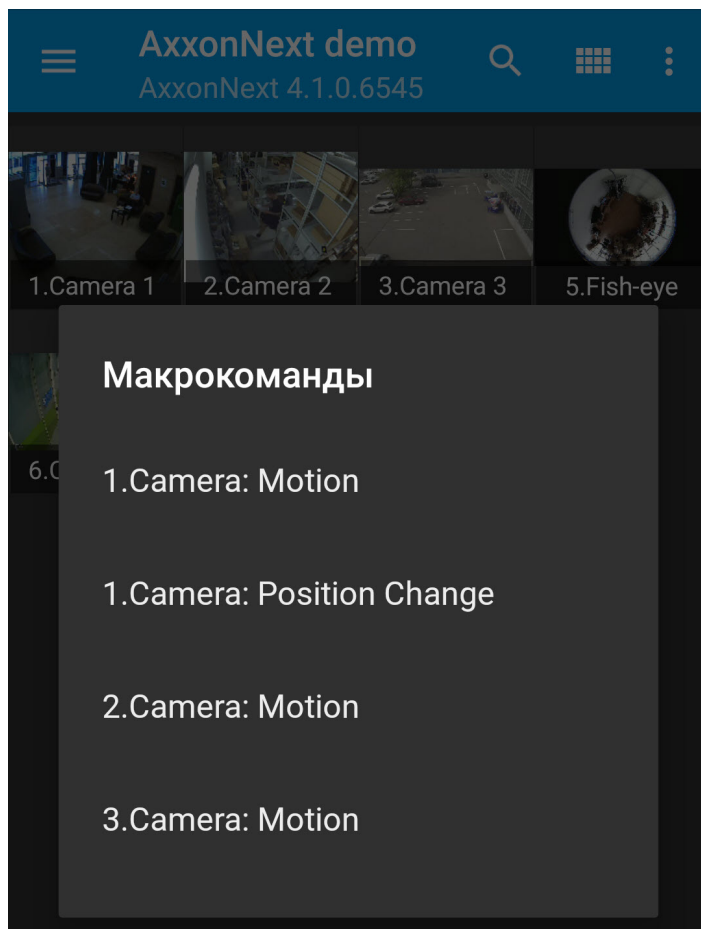 AxxonNext demo
AxxonNext 4.1.0.6545
1.Camera 1
2.Camera 2
3.Camera 3
5.Fish-eye
6.C
Макрокоманды
1.Camera: Motion
1.Camera: Position Change
2.Camera: Motion
3.Camera: Motion